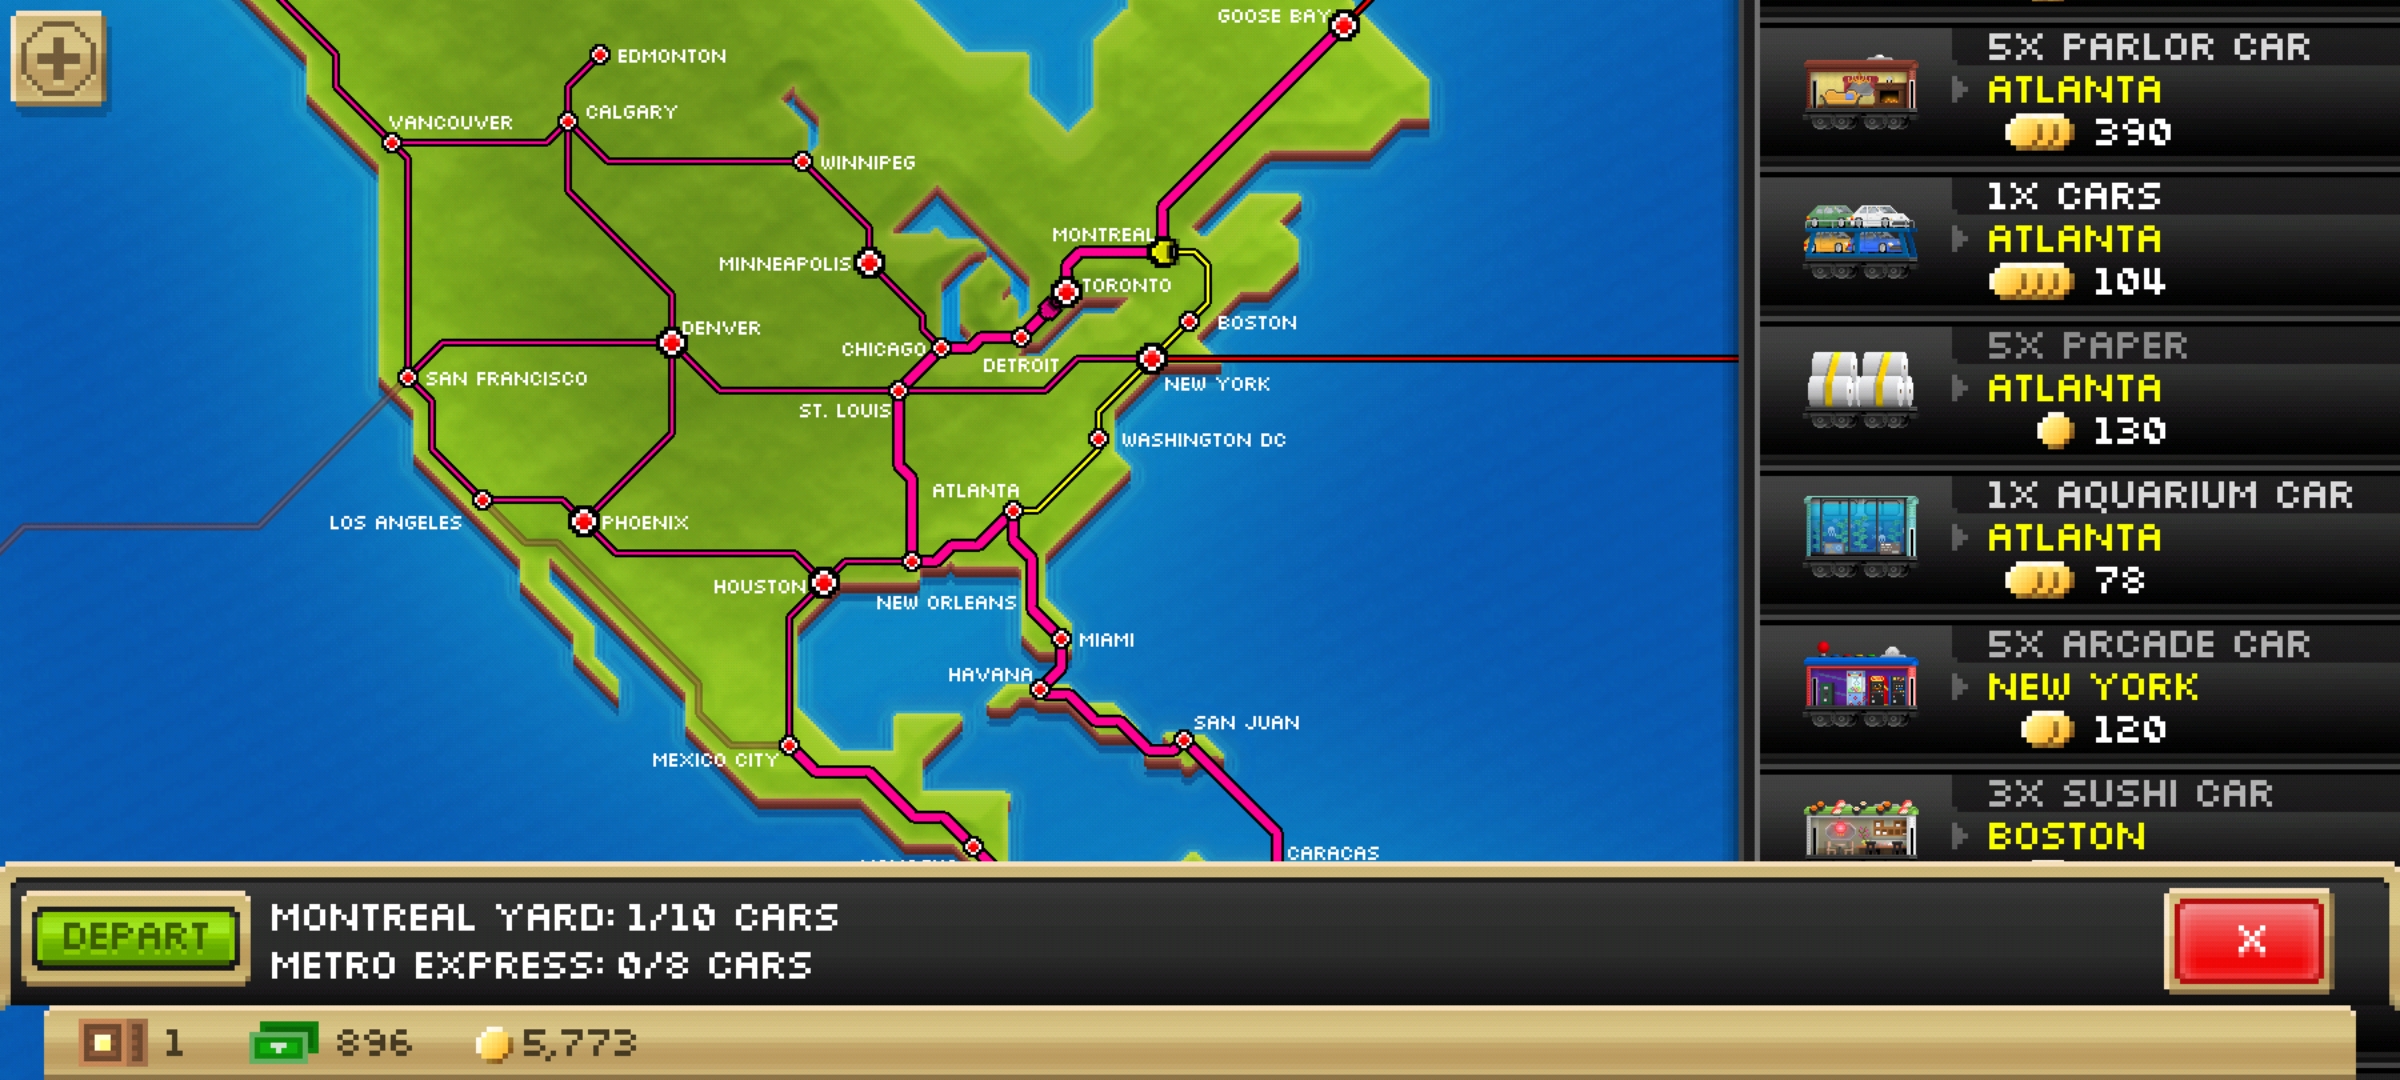 GOOSE BAY
EDMONTON
CALGARY
VANCOUVER
WINNIPEG
MONTREAL
MINNEAPOLIS
TORONTO
BOSTON
DENVER
CHICAGO
DETROIT
SAN FRANCISCO
NEW YORK
ST. LOUIS
WASHINGTON DC
ATLANTA
LOS ANGELES
PHOENIX
HOUSTON
NEW ORLEANS
MIAMI
HAVANA
SAN JUAN
MEXICO CITY
CARACAS
5X PARLOR CAR
ATLANTA
390
1X CARS
ATLANTA
104
5X PAPER
ATLANTA
130
1X AQUARIUM CAR
ATLANTA
78
5X ARCADE CAR
NEW YORK
120
3X SUSHI CAR
BOSTON
DEPART
MONTREAL YARD: 1/10 CARS
METRO EXPRESS: 0/8 CARS
X
1
896
5,773